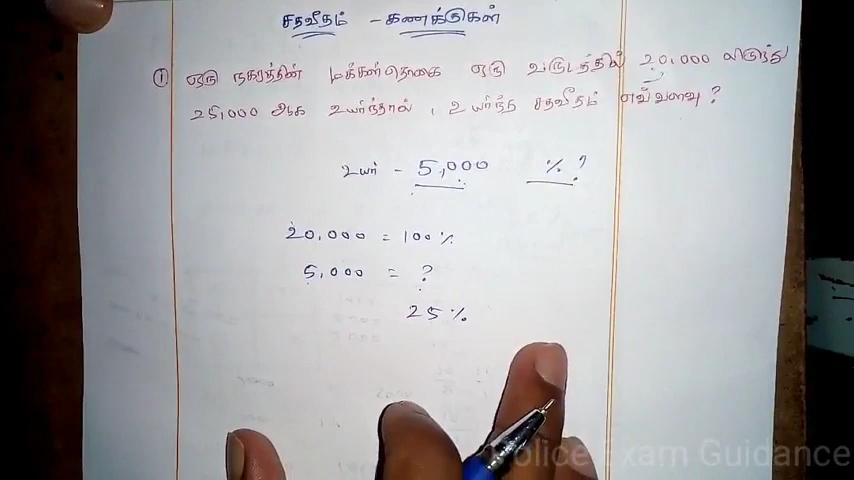 சதவீதம் - கணக்குகள்
① ஒரு நகரத்தின் மக்கள்தொகை ஒரு வருடத்தில் 20,000 லிருந்து
25,000 ஆக உயர்ந்தால் , உயர்ந்த சதவீதம் எவ்வளவு ?
உயர் - 5,000 % ?
20,000 = 100 %
5,000 = ?
25 %
Police Exam Guidance